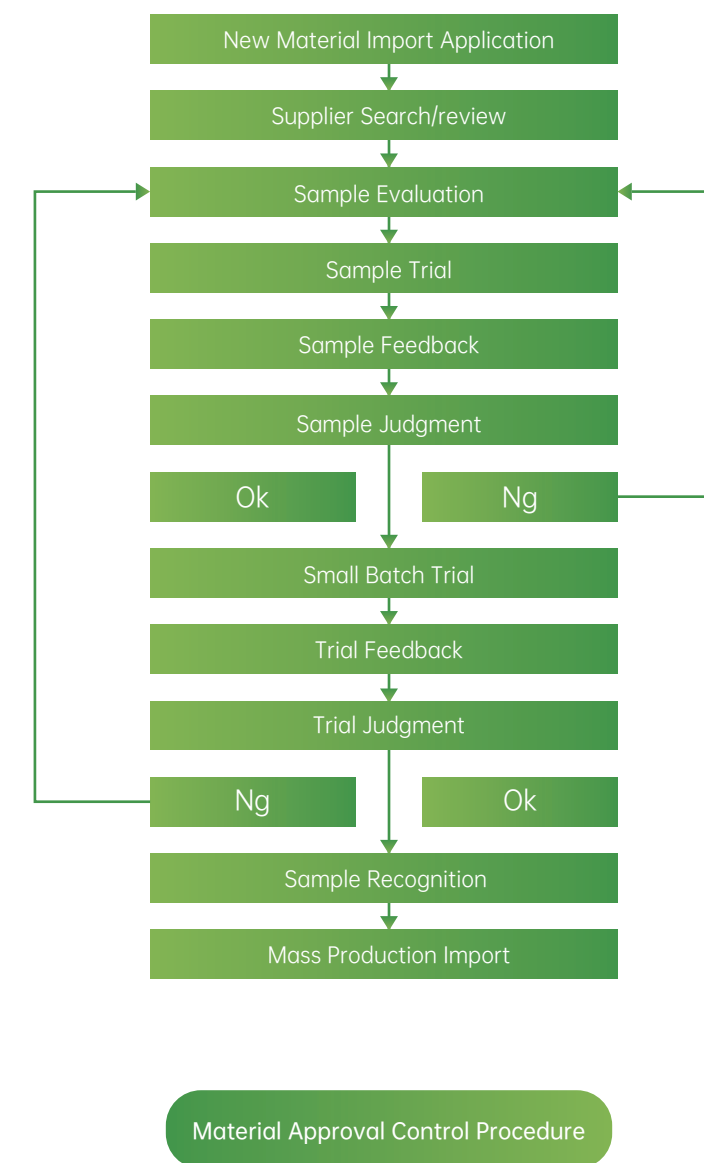 New Material Import Application
Supplier Search/review
Sample Evaluation
Sample Trial
Sample Feedback
Sample Judgment
Ok
Ng
Small Batch Trial
Trial Feedback
Trial Judgment
Ng
Ok
Sample Recognition
Mass Production Import
Material Approval Control Procedure